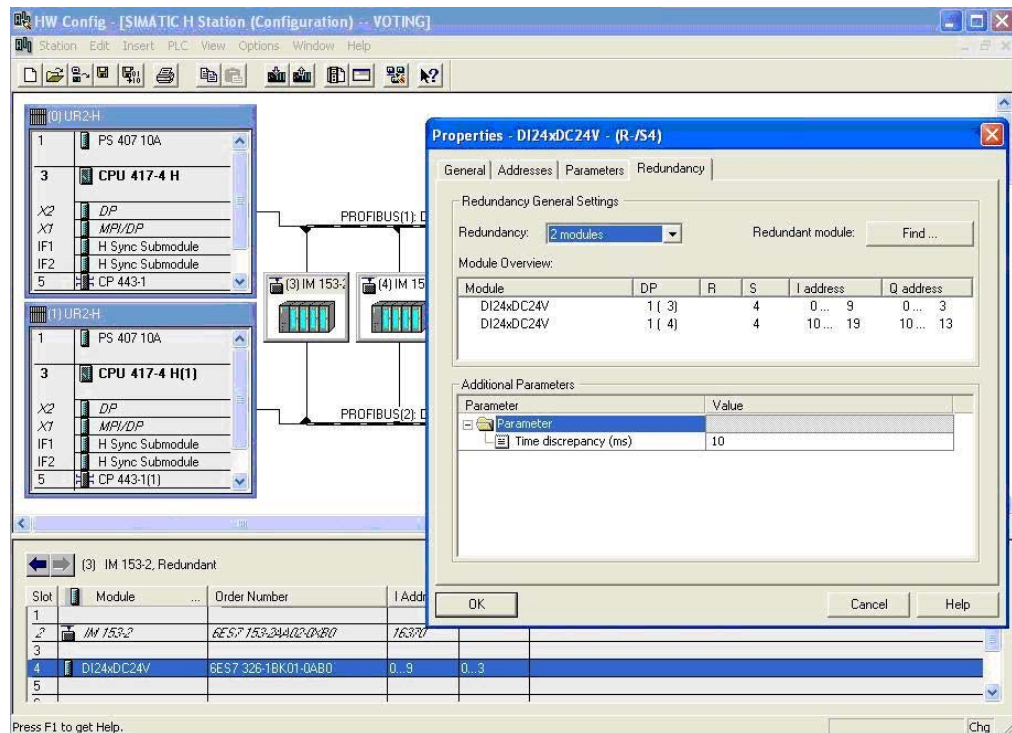 HW Config - [SIMATIC H Station (Configuration) -- VOTING]
Station Edit Insert PLC View Options Window Help
(0) UR2-H
1 PS 407 10A
3 CPU 417-4 H
X2 DP
X1 MPI/DP
IF1 H Sync Submodule
IF2 H Sync Submodule
5 CP 443-1
(1) UR2-H
1 PS 407 10A
3 CPU 417-4 H(1)
X2 DP
X1 MPI/DP
IF1 H Sync Submodule
IF2 H Sync Submodule
5 CP 443-1(1)
PROFIBUS(1): D
(3) IM 153-2
(4) IM 15
PROFIBUS(2): D
Properties - DI24xDC24V - (R-/S4)
General Addresses Parameters Redundancy
Redundancy General Settings
Redundancy: 2 modules Redundant module: Find ...
Module Overview:
Module DP R S I address Q address
DI24xDC24V 1 ( 3) 4 0 ... 9 0 ... 3
DI24xDC24V 1 ( 4) 4 10 ... 19 10 ... 13
Additional Parameters
Parameter Value
Parameter
Time discrepancy (ms) 10
OK Cancel Help
(3) IM 153-2, Redundant
Slot Module ... Order Number I Addr
1
2 IM 153-2 6ES7 153-2AA02-0XB0 16370
3
4 DI24xDC24V 6ES7 326-1BK01-0AB0 0...9 0...3
5
Press F1 to get Help. Chg